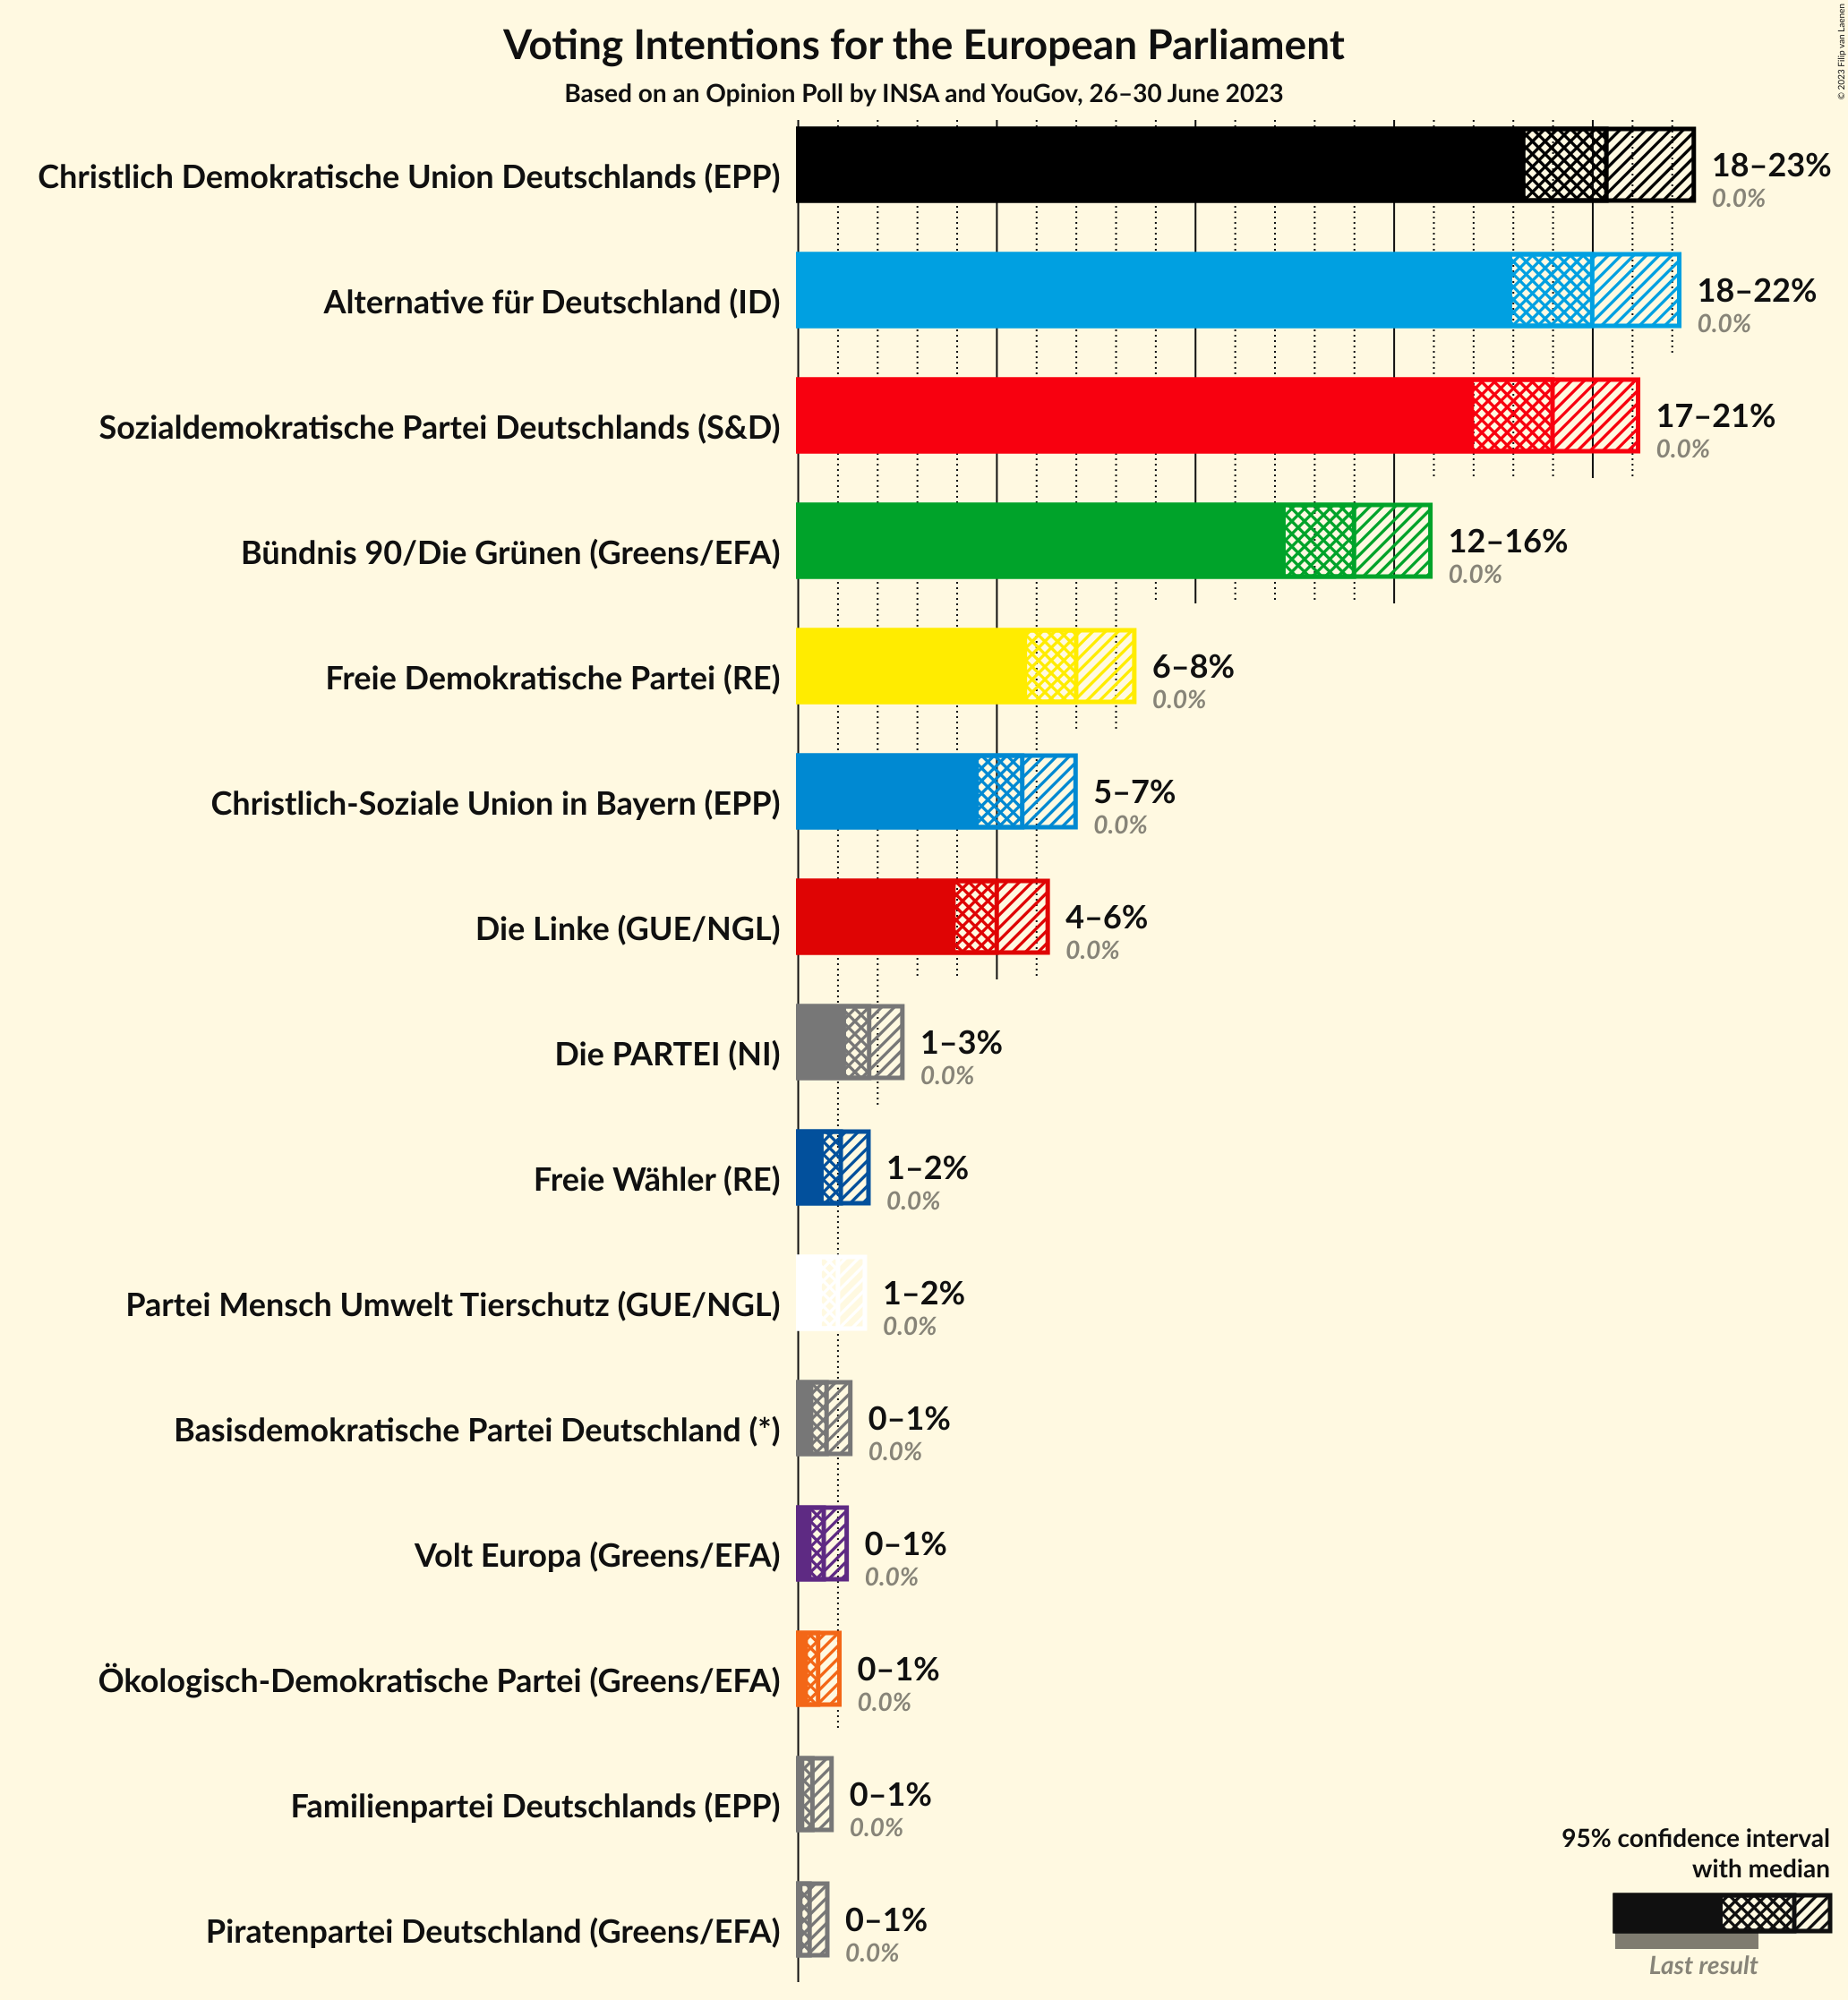 Voting Intentions for the European Parliament
Based on an Opinion Poll by INSA and YouGov, 26–30 June 2023
© 2023 Filip van Laenen
Christlich Demokratische Union Deutschlands (EPP)
18–23%
0.0%
Alternative für Deutschland (ID)
18–22%
0.0%
Sozialdemokratische Partei Deutschlands (S&D)
17–21%
0.0%
Bündnis 90/Die Grünen (Greens/EFA)
12–16%
0.0%
Freie Demokratische Partei (RE)
6–8%
0.0%
Christlich-Soziale Union in Bayern (EPP)
5–7%
0.0%
Die Linke (GUE/NGL)
4–6%
0.0%
Die PARTEI (NI)
1–3%
0.0%
Freie Wähler (RE)
1–2%
0.0%
Partei Mensch Umwelt Tierschutz (GUE/NGL)
1–2%
0.0%
Basisdemokratische Partei Deutschland (*)
0–1%
0.0%
Volt Europa (Greens/EFA)
0–1%
0.0%
Ökologisch-Demokratische Partei (Greens/EFA)
0–1%
0.0%
Familienpartei Deutschlands (EPP)
0–1%
0.0%
Piratenpartei Deutschland (Greens/EFA)
0–1%
0.0%
95% confidence interval
with median
Last result